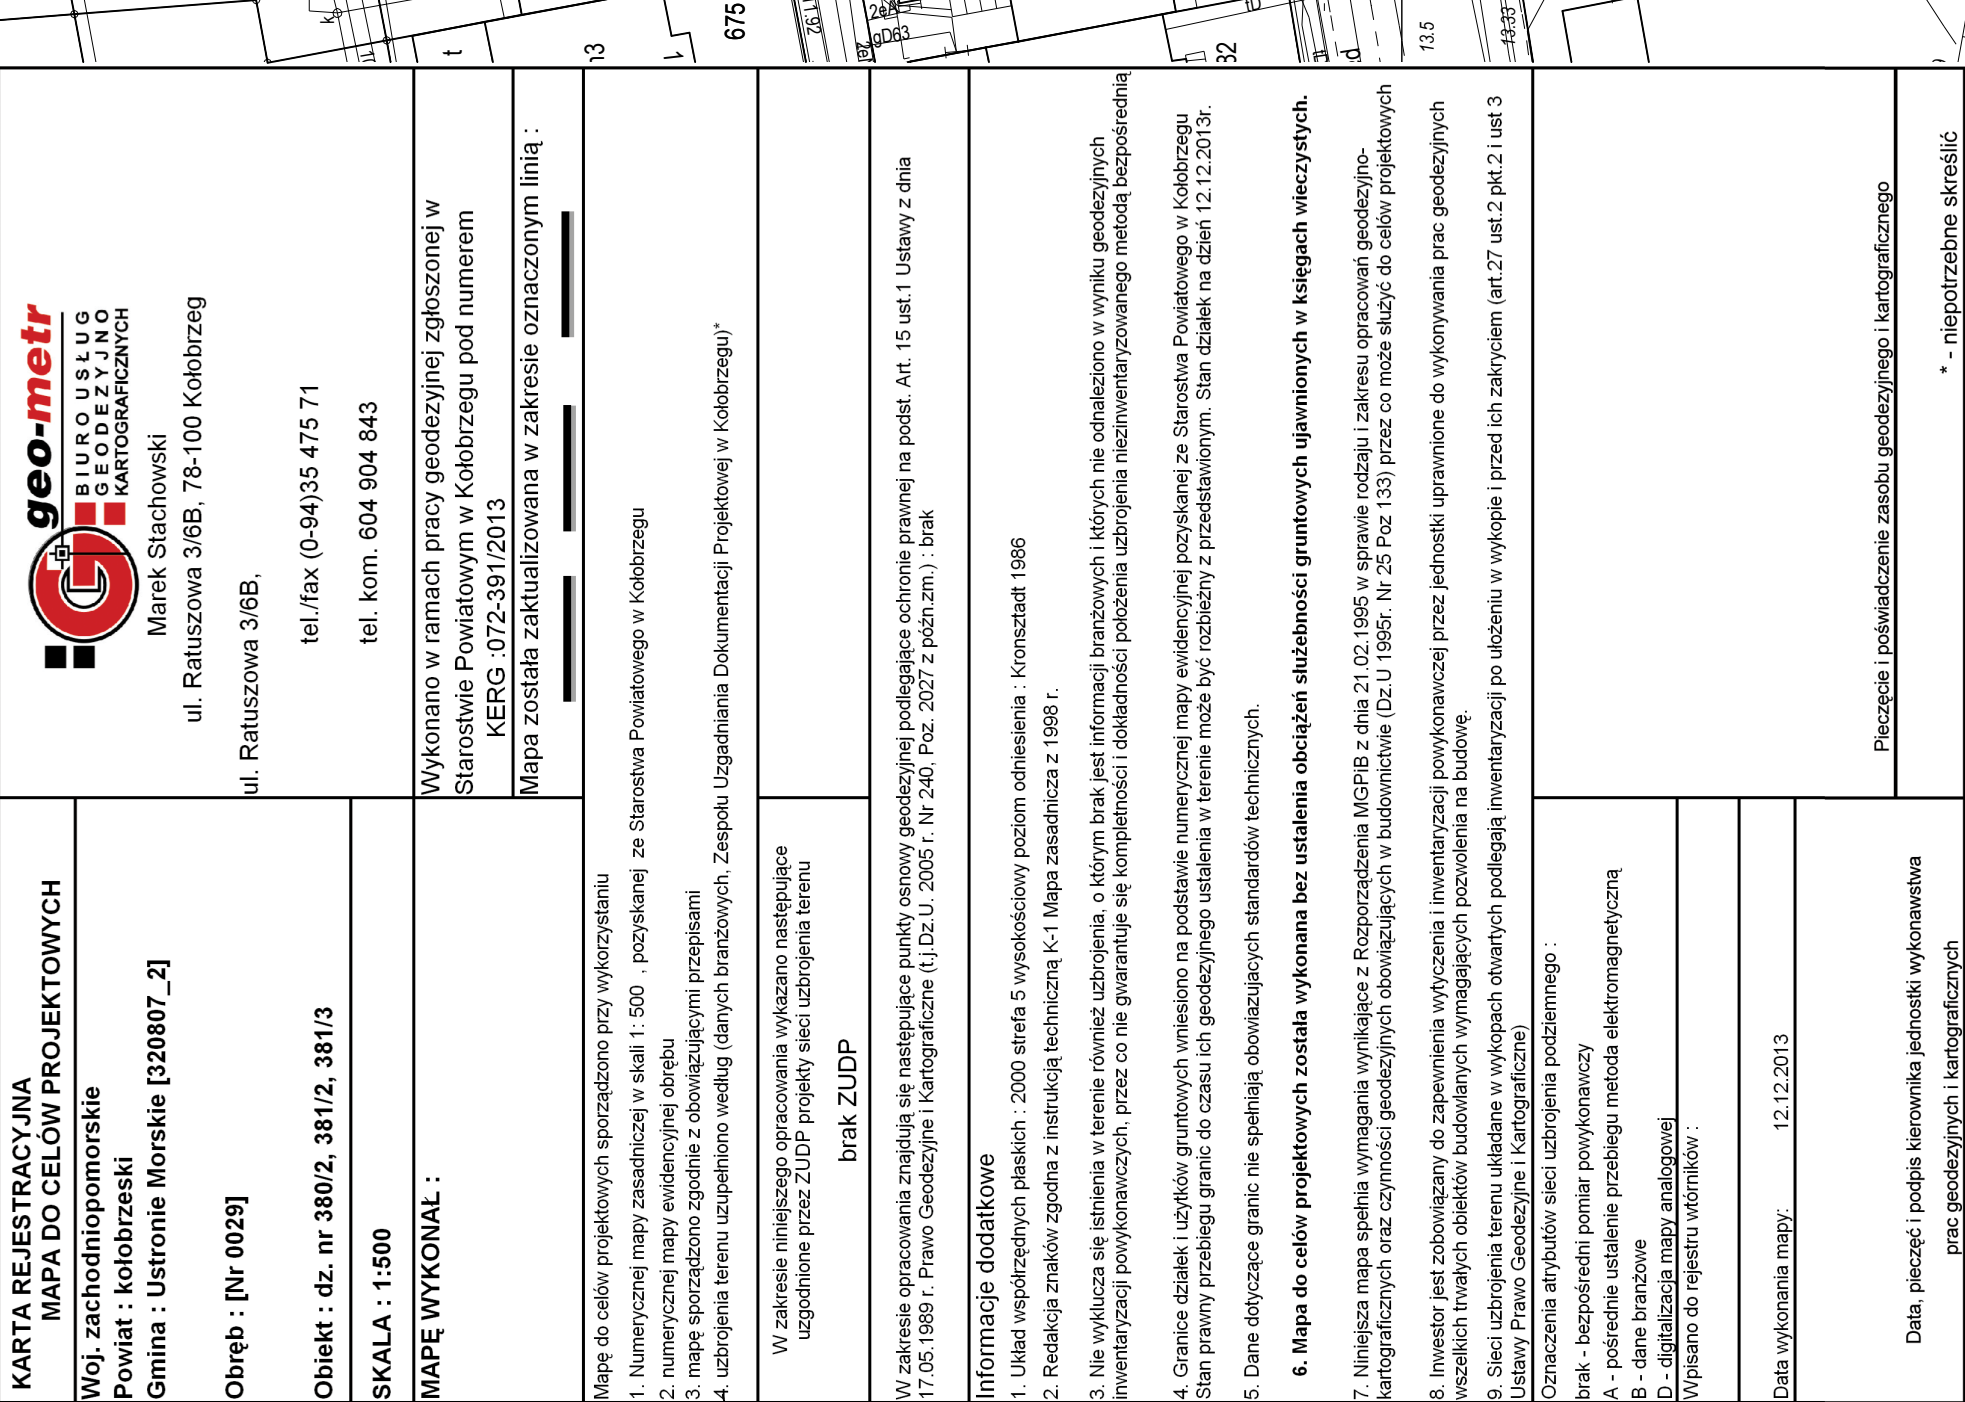 KARTA REJESTRACYJNA
MAPA DO CELÓW PROJEKTOWYCH
Woj. zachodniopomorskie
Powiat : kołobrzeski
Gmina : Ustronie Morskie [320807_2]
Obręb : [Nr 0029]
Obiekt : dz. nr 380/2, 381/2, 381/3
SKALA : 1:500
MAPĘ WYKONAŁ :
geo-metr
BIURO USŁUG
GEODEZYJNO
KARTOGRAFICZNYCH
Marek Stachowski
ul. Ratuszowa 3/6B, 78-100 Kołobrzeg
ul. Ratuszowa 3/6B,
tel./fax (0-94)35 475 71
tel. kom. 604 904 843
Wykonano w ramach pracy geodezyjnej zgłoszonej w
Starostwie Powiatowym w Kołobrzegu pod numerem
KERG :072-391/2013
Mapa została zaktualizowana w zakresie oznaczonym linią :
Mapę do celów projektowych sporządzono przy wykorzystaniu
1. Numerycznej mapy zasadniczej w skali 1: 500 , pozyskanej ze Starostwa Powiatowego w Kołobrzegu
2. numerycznej mapy ewidencyjnej obrębu
3. mapę sporządzono zgodnie z obowiązującymi przepisami
4. uzbrojenia terenu uzupełniono według (danych branżowych, Zespołu Uzgadniania Dokumentacji Projektowej w Kołobrzegu)*
W zakresie niniejszego opracowania wykazano następujące
uzgodnione przez ZUDP projekty sieci uzbrojenia terenu
brak ZUDP
W zakresie opracowania znajdują się następujące punkty osnowy geodezyjnej podlegające ochronie prawnej na podst. Art. 15 ust.1 Ustawy z dnia
17.05.1989 r. Prawo Geodezyjne i Kartograficzne (t.j.Dz.U. 2005 r. Nr 240, Poz. 2027 z późn.zm.) : brak
Informacje dodatkowe
1. Układ współrzędnych płaskich : 2000 strefa 5 wysokościowy poziom odniesienia : Kronsztadt 1986
2. Redakcja znaków zgodna z instrukcją techniczną K-1 Mapa zasadnicza z 1998 r.
3. Nie wyklucza się istnienia w terenie również uzbrojenia, o którym brak jest informacji branżowych i których nie odnaleziono w wyniku geodezyjnych
inwentaryzacji powykonawczych, przez co nie gwarantuje się kompletności i dokładności położenia uzbrojenia niezinwentaryzowanego metodą bezpośrednią
4. Granice działek i użytków gruntowych wniesiono na podstawie numerycznej mapy ewidencyjnej pozyskanej ze Starostwa Powiatowego w Kołobrzegu
Stan prawny przebiegu granic do czasu ich geodezyjnego ustalenia w terenie może być rozbieżny z przedstawionym. Stan działek na dzień 12.12.2013r.
5. Dane dotyczące granic nie spełniają obowiazujacych standardów technicznych.
6. Mapa do celów projektowych została wykonana bez ustalenia obciążeń służebności gruntowych ujawnionych w księgach wieczystych.
7. Niniejsza mapa spełnia wymagania wynikające z Rozporządzenia MGPiB z dnia 21.02.1995 w sprawie rodzaju i zakresu opracowań geodezyjno-
kartograficznych oraz czynności geodezyjnych obowiązujących w budownictwie (Dz.U 1995r. Nr 25 Poz 133) przez co może służyć do celów projektowych
8. Inwestor jest zobowiązany do zapewnienia wytyczenia i inwentaryzacji powykonawczej przez jednostki uprawnione do wykonywania prac geodezyjnych
wszelkich trwałych obiektów budowlanych wymagających pozwolenia na budowę.
9. Sieci uzbrojenia terenu układane w wykopach otwartych podlegają inwentaryzacji po ułożeniu w wykopie i przed ich zakryciem (art.27 ust.2 pkt.2 i ust 3
Ustawy Prawo Geodezyjne i Kartograficzne)
Oznaczenia atrybutów sieci uzbrojenia podziemnego :
brak - bezpośredni pomiar powykonawczy
A - pośrednie ustalenie przebiegu metoda elektromagnetyczną
B - dane branżowe
D - digitalizacja mapy analogowej
Wpisano do rejestru wtórników :
Data wykonania mapy: 12.12.2013
Data, pieczęć i podpis kierownika jednostki wykonawstwa
prac geodezyjnych i kartograficznych
Pieczęcie i poświadczenie zasobu geodezyjnego i kartograficznego
* - niepotrzebne skreślić
675
13.5
13.33
gD63